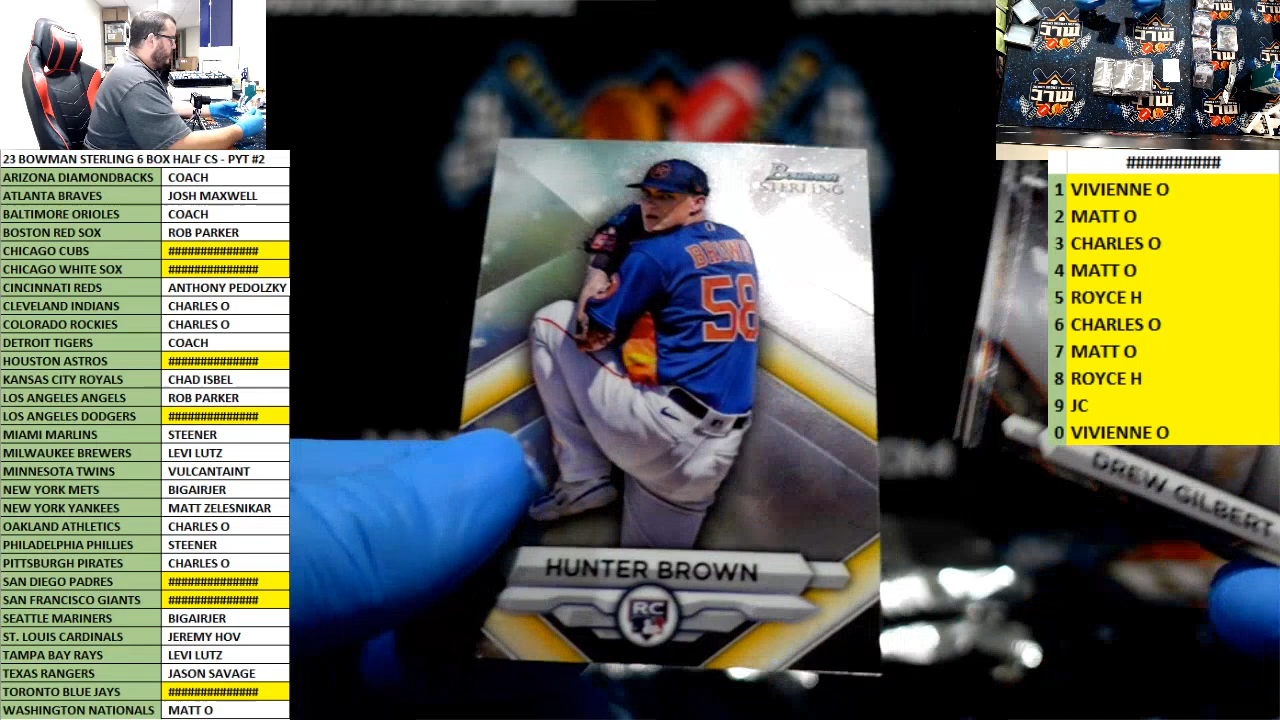 23 BOWMAN STERLING 6 BOX HALF CS - PYT #2
ARIZONA DIAMONDBACKS COACH
ATLANTA BRAVES JOSH MAXWELL
BALTIMORE ORIOLES COACH
BOSTON RED SOX ROB PARKER
CHICAGO CUBS ##############
CHICAGO WHITE SOX ##############
CINCINNATI REDS ANTHONY PEDOLZKY
CLEVELAND INDIANS CHARLES O
COLORADO ROCKIES CHARLES O
DETROIT TIGERS COACH
HOUSTON ASTROS ##############
KANSAS CITY ROYALS CHAD ISBEL
LOS ANGELES ANGELS ROB PARKER
LOS ANGELES DODGERS ##############
MIAMI MARLINS STEENER
MILWAUKEE BREWERS LEVI LUTZ
MINNESOTA TWINS VULCANTAINT
NEW YORK METS BIGAIRJER
NEW YORK YANKEES MATT ZELESNIKAR
OAKLAND ATHLETICS CHARLES O
PHILADELPHIA PHILLIES STEENER
PITTSBURGH PIRATES CHARLES O
SAN DIEGO PADRES ##############
SAN FRANCISCO GIANTS ##############
SEATTLE MARINERS BIGAIRJER
ST. LOUIS CARDINALS JEREMY HOV
TAMPA BAY RAYS LEVI LUTZ
TEXAS RANGERS JASON SAVAGE
TORONTO BLUE JAYS ##############
WASHINGTON NATIONALS MATT O
Bowman
STERLING
BROWN
58
HUNTER BROWN
RC
DREW GILBERT
##########
1 VIVIENNE O
2 MATT O
3 CHARLES O
4 MATT O
5 ROYCE H
6 CHARLES O
7 MATT O
8 ROYCE H
9 JC
0 VIVIENNE O